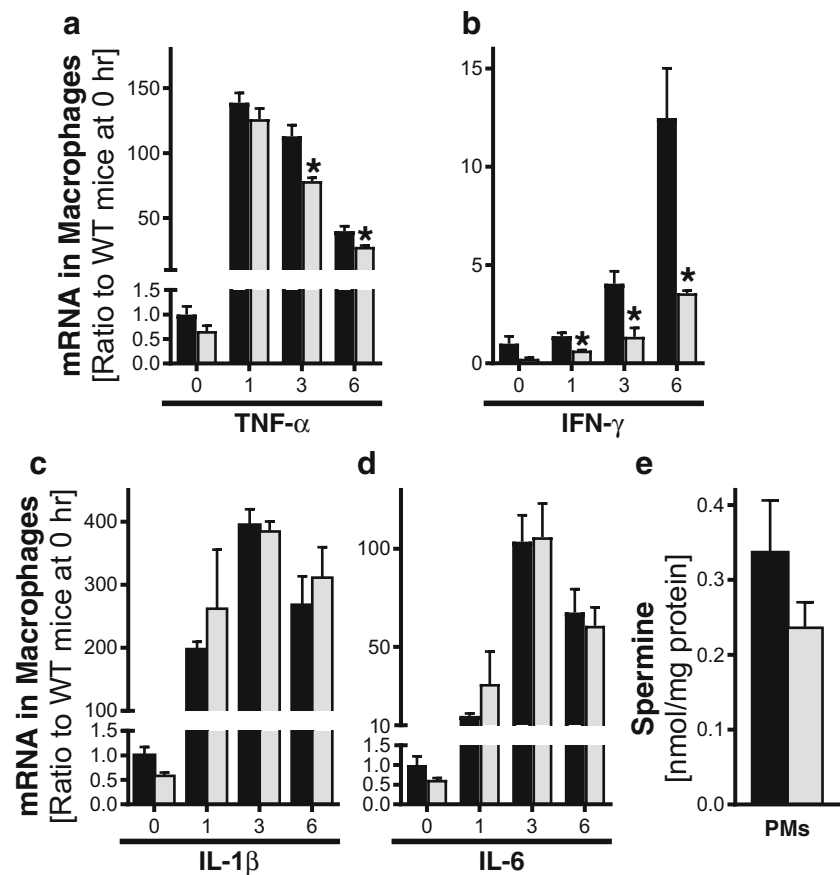 a
mRNA in Macrophages
[Ratio to WT mice at 0 hr]
150
100
50
1.5
1.0
0.5
0.0
*
*
0 1 3 6
TNF-α
b
15
10
5
0
*
*
*
0 1 3 6
IFN-γ
c
mRNA in Macrophages
[Ratio to WT mice at 0 hr]
400
300
200
100
1.5
1.0
0.5
0.0
0 1 3 6
IL-1β
d
100
50
10
1.5
1.0
0.5
0.0
0 1 3 6
IL-6
e
Spermine
[nmol/mg protein]
0.4
0.3
0.2
0.1
0.0
PMs